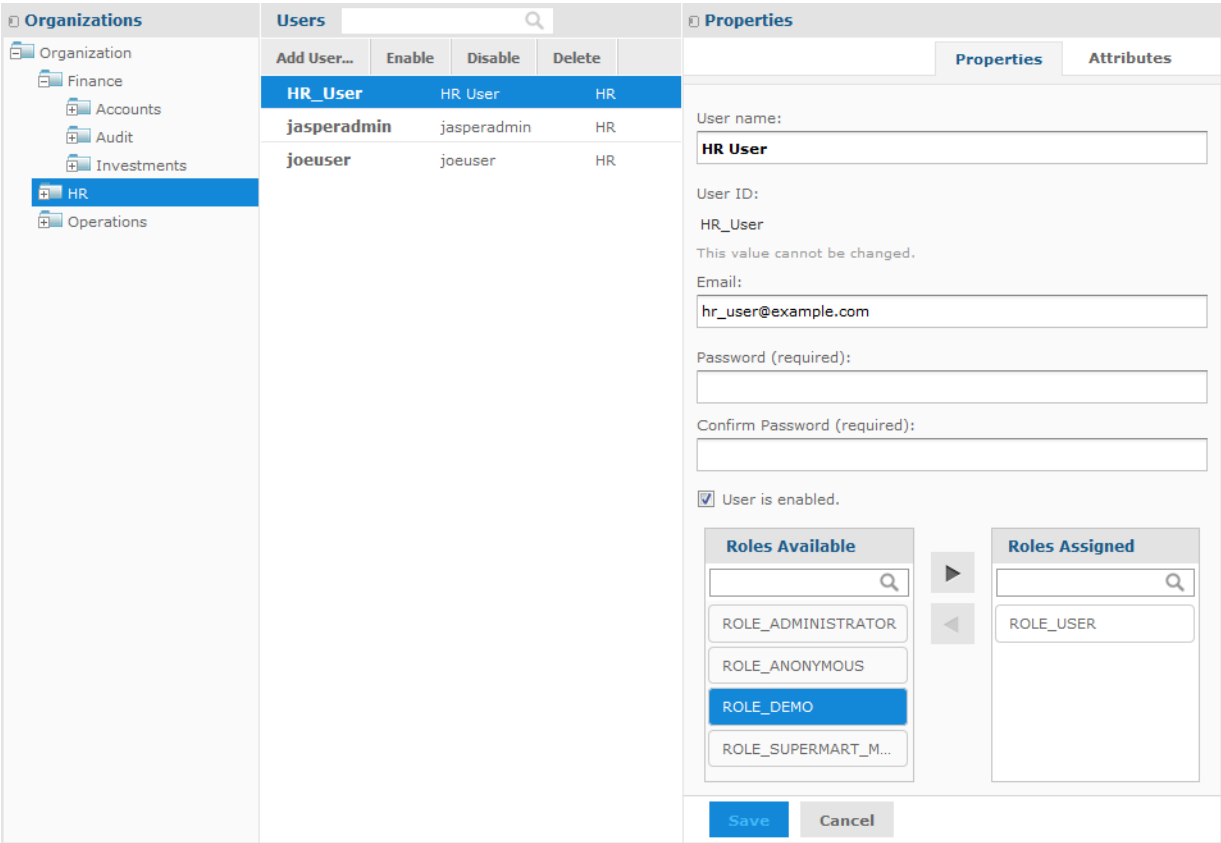 Organizations
Organization
Finance
Accounts
Audit
Investments
HR
Operations
Users
Add User... Enable Disable Delete
HR_User HR User HR
jasperadmin jasperadmin HR
joeuser joeuser HR
Properties
Properties Attributes
User name:
HR User
User ID:
HR_User
This value cannot be changed.
Email:
hr_user@example.com
Password (required):
Confirm Password (required):
User is enabled.
Roles Available
ROLE_ADMINISTRATOR
ROLE_ANONYMOUS
ROLE_DEMO
ROLE_SUPERMART_M...
Roles Assigned
ROLE_USER
Save Cancel